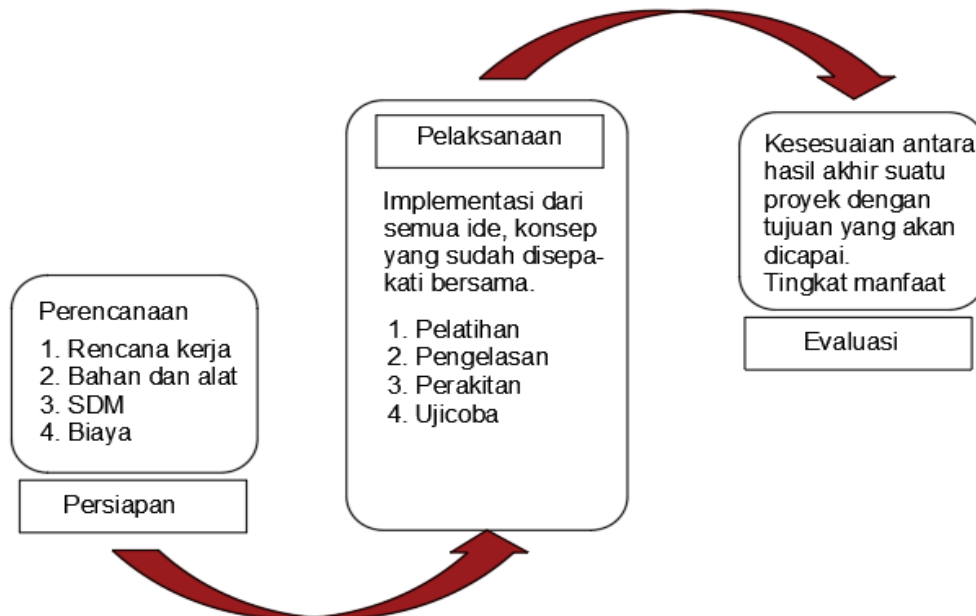 Perencanaan
1. Rencana kerja
2. Bahan dan alat
3. SDM
4. Biaya
Persiapan
Pelaksanaan
Implementasi dari
semua ide, konsep
yang sudah disepa-
kati bersama.
1. Pelatihan
2. Pengelasan
3. Perakitan
4. Ujicoba
Kesesuaian antara
hasil akhir suatu
proyek dengan
tujuan yang akan
dicapai.
Tingkat manfaat
Evaluasi